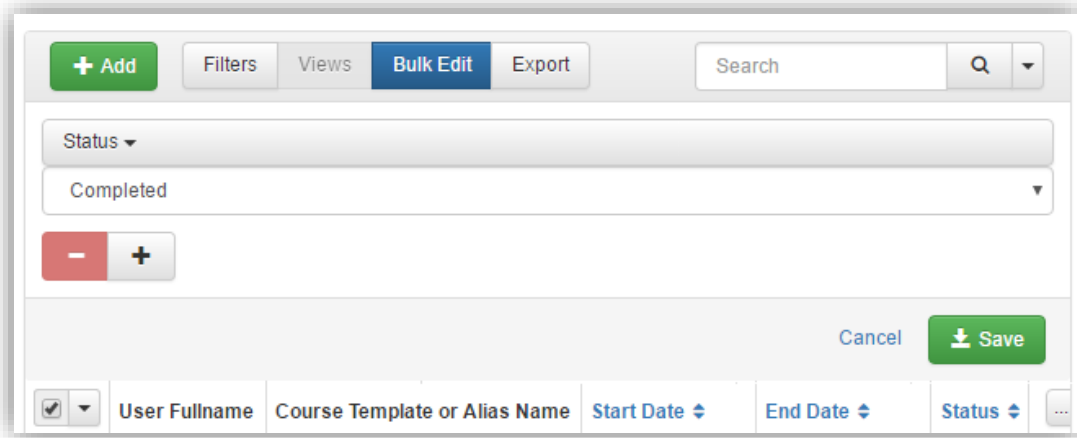 Add Filters Views Bulk Edit Export Search
Status
Completed
Cancel Save
User Fullname Course Template or Alias Name Start Date End Date Status ...